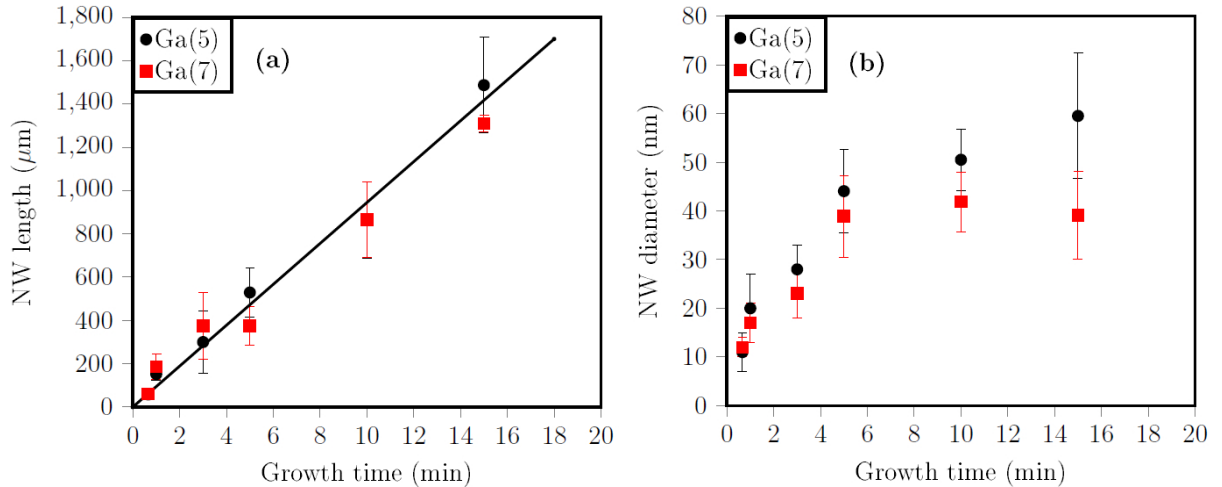 1,800
1,600
1,400
1,200
1,000
800
600
400
200
0
NW length (μm)
Ga(5)
Ga(7)
(a)
0 2 4 6 8 10 12 14 16 18 20
Growth time (min)
80
70
60
50
40
30
20
10
0
NW diameter (nm)
Ga(5)
Ga(7)
(b)
0 2 4 6 8 10 12 14 16 18 20
Growth time (min)